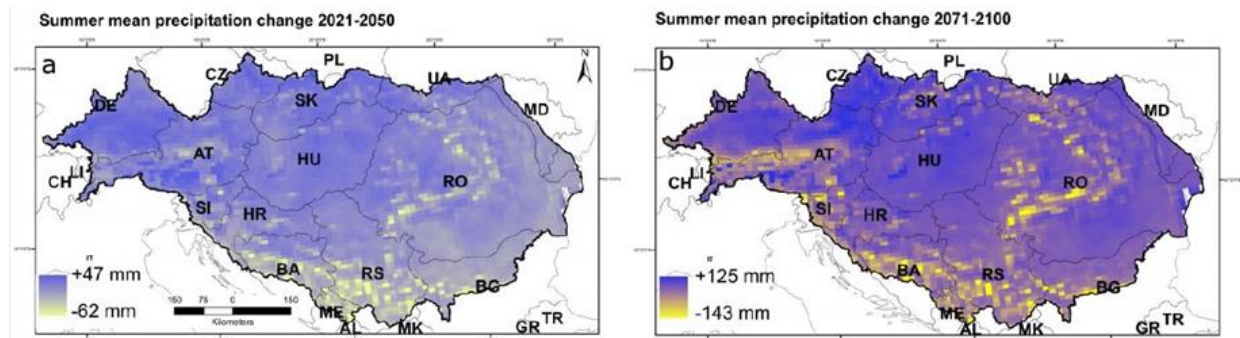 Summer mean precipitation change 2021-2050
a
N
PL
CZ
UA
DE
SK
MD
AT
HU
LI
CH
RO
SI
HR
+47 mm
BA
RS
-62 mm
150 75 0 150
Kilometers
BG
ME
AL
MK
TR
GR
Summer mean precipitation change 2071-2100
b
PL
CZ
UA
DE
SK
MD
AT
HU
LI
CH
RO
SI
HR
+125 mm
BA
RS
-143 mm
BG
ME
AL
MK
TR
GR